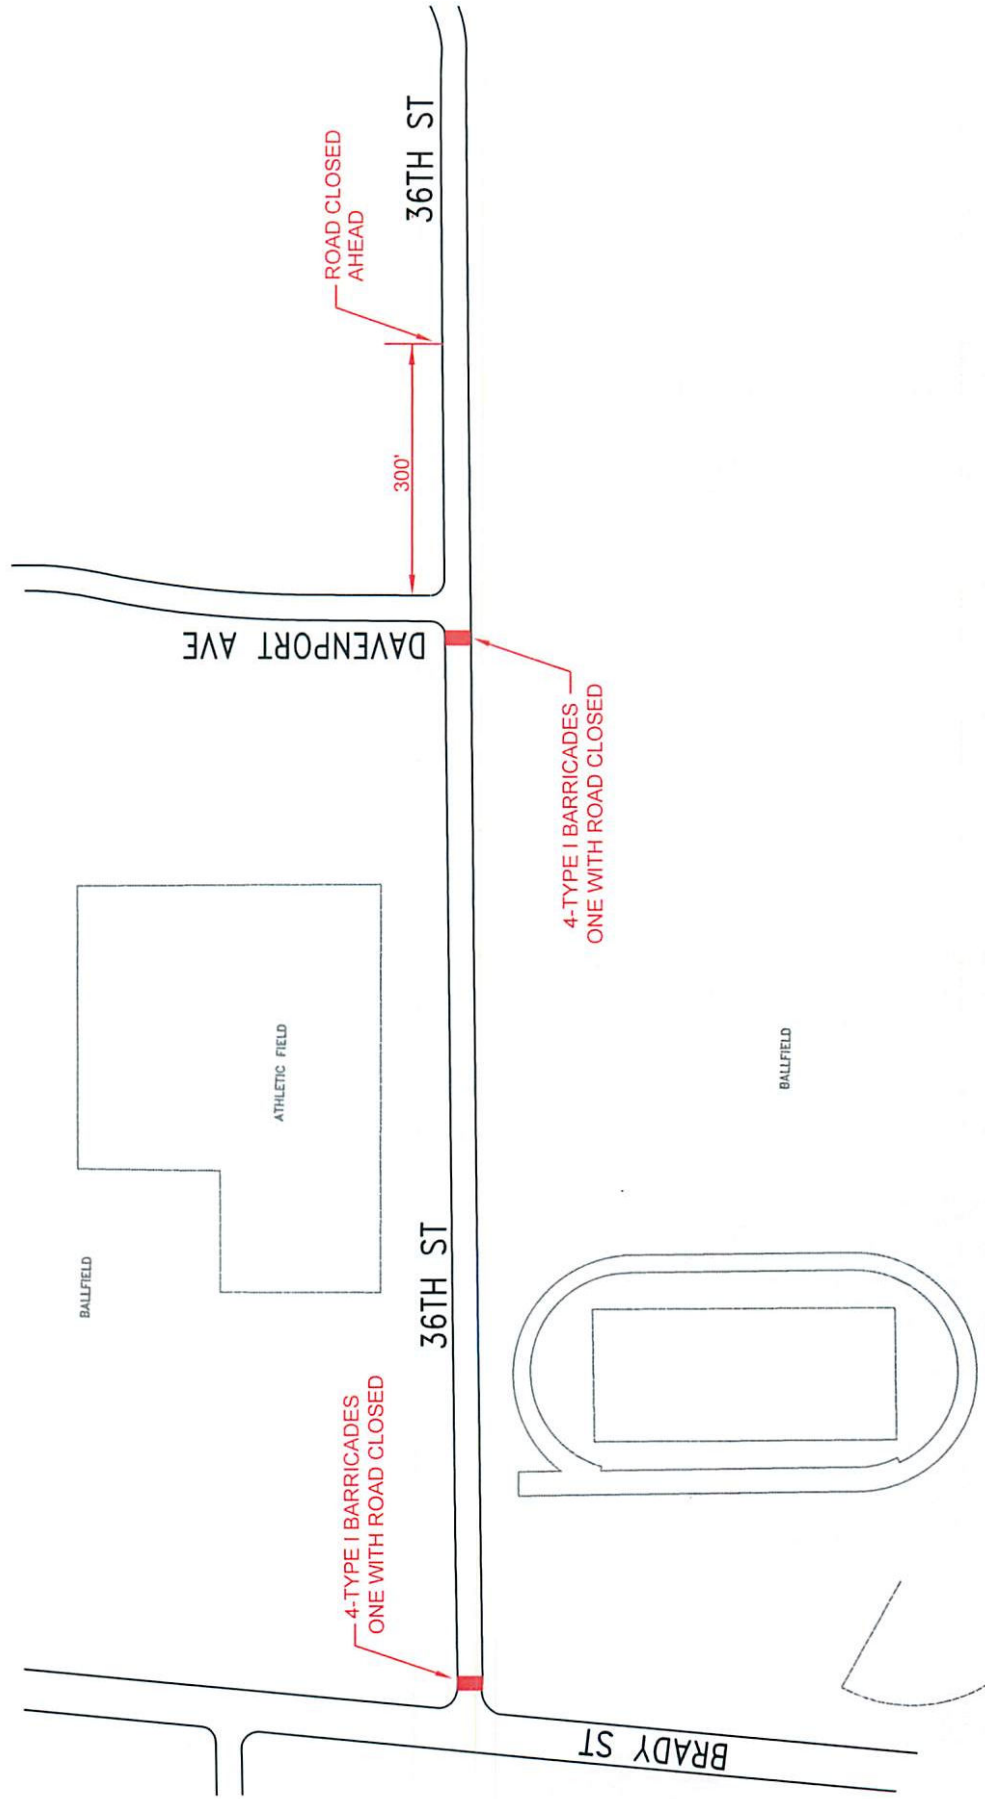 BALLFIELD
ATHLETIC FIELD
4-TYPE I BARRICADES
ONE WITH ROAD CLOSED
36TH ST
DAVENPORT AVE
300'
ROAD CLOSED
AHEAD
36TH ST
BRADY ST
4-TYPE I BARRICADES
ONE WITH ROAD CLOSED
BALLFIELD